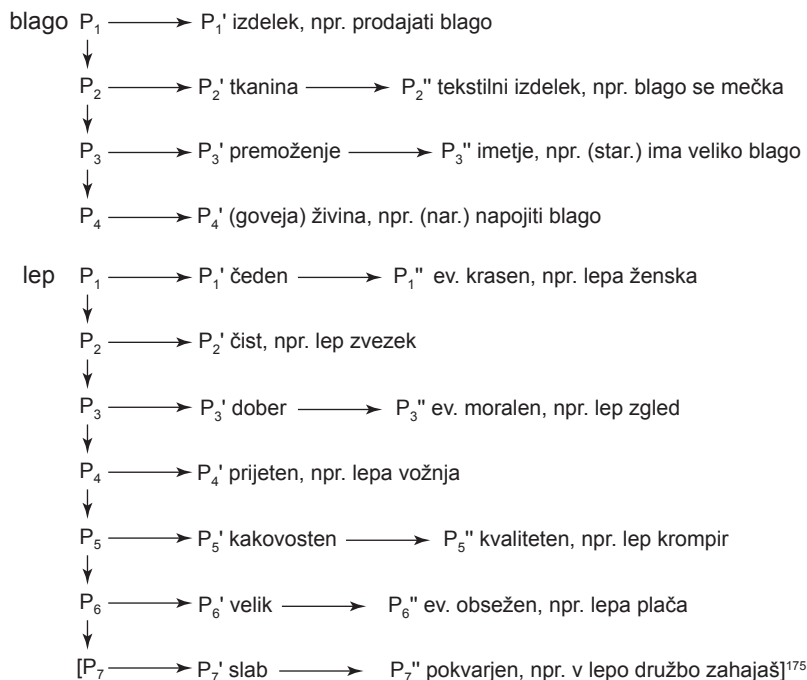 blago P₁ → P₁' izdelek, npr. prodajati blago
P₂ → P₂' tkanina → P₂'' tekstilni izdelek, npr. blago se mečka
P₃ → P₃' premoženje → P₃'' imetje, npr. (star.) ima veliko blago
P₄ → P₄' (goveja) živina, npr. (nar.) napojiti blago
lep P₁ → P₁' čeden → P₁'' ev. krasen, npr. lepa ženska
P₂ → P₂' čist, npr. lep zvezek
P₃ → P₃' dober → P₃'' ev. moralen, npr. lep zgled
P₄ → P₄' prijeten, npr. lepa vožnja
P₅ → P₅' kakovosten → P₅'' kvaliteten, npr. lep krompir
P₆ → P₆' velik → P₆'' ev. obsežen, npr. lepa plača
[P₇ → P₇' slab → P₇'' pokvarjen, npr. v lepo družbo zahajaš]¹⁷⁵